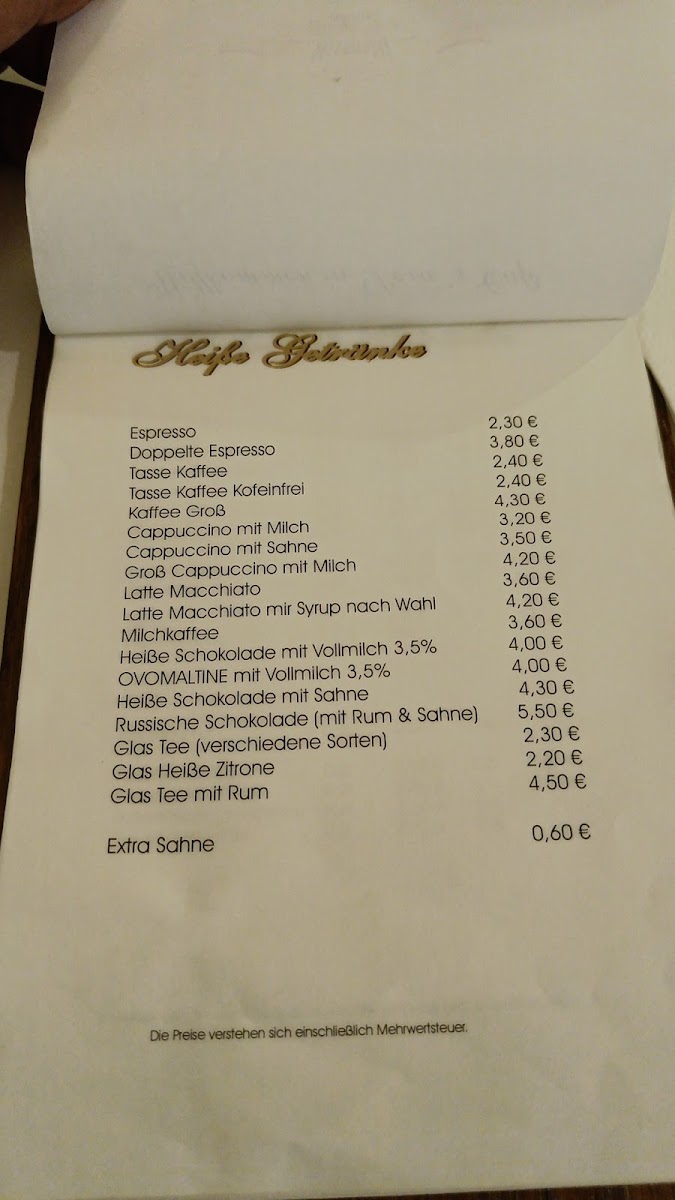 Heiße Getränke
Espresso 2,30 €
Doppelte Espresso 3,80 €
Tasse Kaffee 2,40 €
Tasse Kaffee Kofeinfrei 2,40 €
Kaffee Groß 4,30 €
Cappuccino mit Milch 3,20 €
Cappuccino mit Sahne 3,50 €
Groß Cappuccino mit Milch 4,20 €
Latte Macchiato 3,60 €
Latte Macchiato mir Syrup nach Wahl 4,20 €
Milchkaffee 3,60 €
Heiße Schokolade mit Vollmilch 3,5% 4,00 €
OVOMALTINE mit Vollmilch 3,5% 4,00 €
Heiße Schokolade mit Sahne 4,30 €
Russische Schokolade (mit Rum & Sahne) 5,50 €
Glas Tee (verschiedene Sorten) 2,30 €
Glas Heiße Zitrone 2,20 €
Glas Tee mit Rum 4,50 €
Extra Sahne 0,60 €
Die Preise verstehen sich einschließlich Mehrwertsteuer.